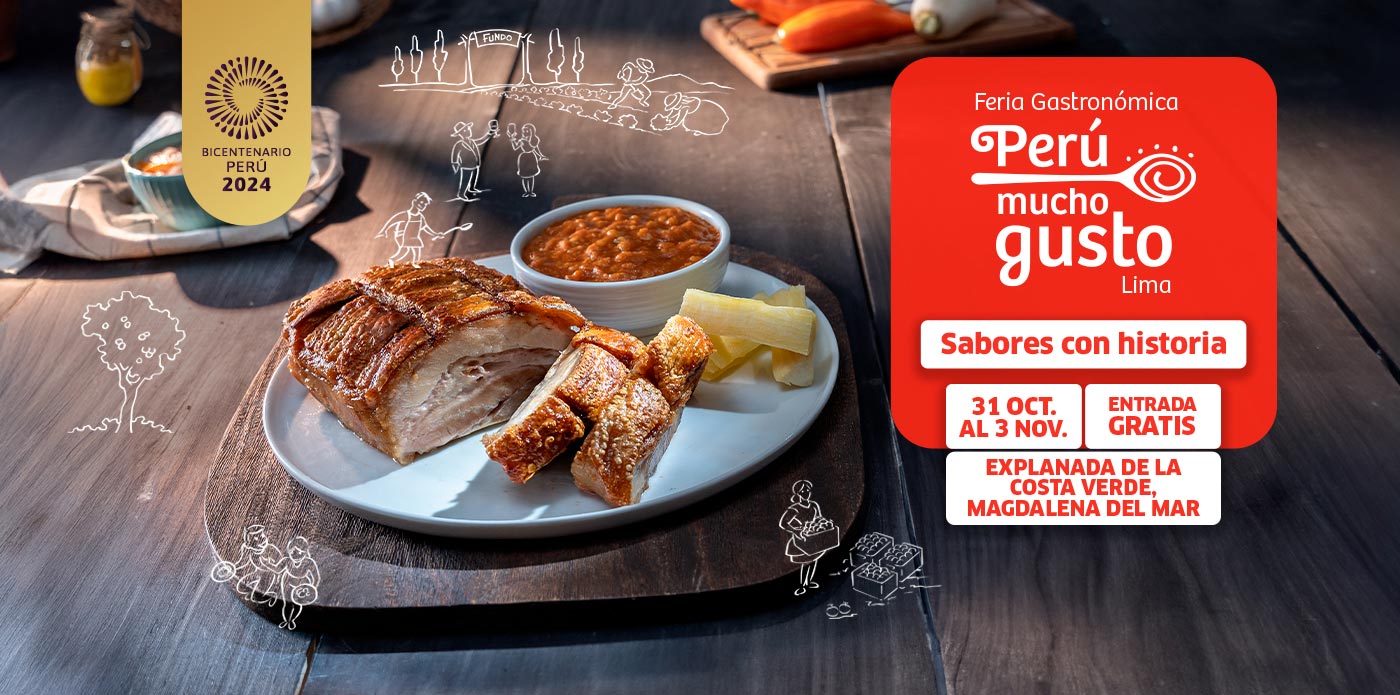 FUNDO
BICENTENARIO
PERÚ
2024
Feria Gastronómica
Perú
mucho
gusto
Lima
Sabores con historia
31 OCT.
AL 3 NOV.
ENTRADA
GRATIS
EXPLANADA DE LA
COSTA VERDE,
MAGDALENA DEL MAR